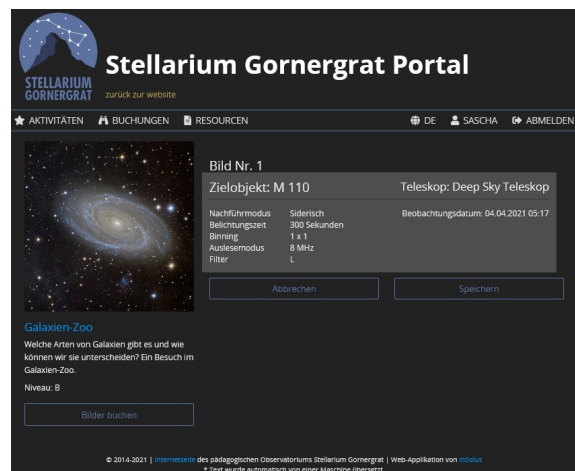 STELLARIUM
GORNERGRAT
Stellarium Gornergrat Portal
zurück zur website
AKTIVITÄTEN BUCHUNGEN RESOURCEN DE SASCHA ABMELDEN
Bild Nr. 1
Zielobjekt: M 110 Teleskop: Deep Sky Teleskop
Nachführmodus Siderisch Beobachtungsdatum: 04.04.2021 05:17
Belichtungszeit 300 Sekunden
Binning 1 x 1
Auslesemodus 8 MHz
Filter L
Abbrechen Speichern
Galaxien-Zoo
Welche Arten von Galaxien gibt es und wie
können wir sie unterscheiden? Ein Besuch im
Galaxien-Zoo.
Niveau: B
Bilder buchen
© 2014-2021 | Internetseite des pädagogischen Observatoriums Stellarium Gornergrat | Web-Applikation von InSolus
* Text wurde automatisch von einer Maschine übersetzt